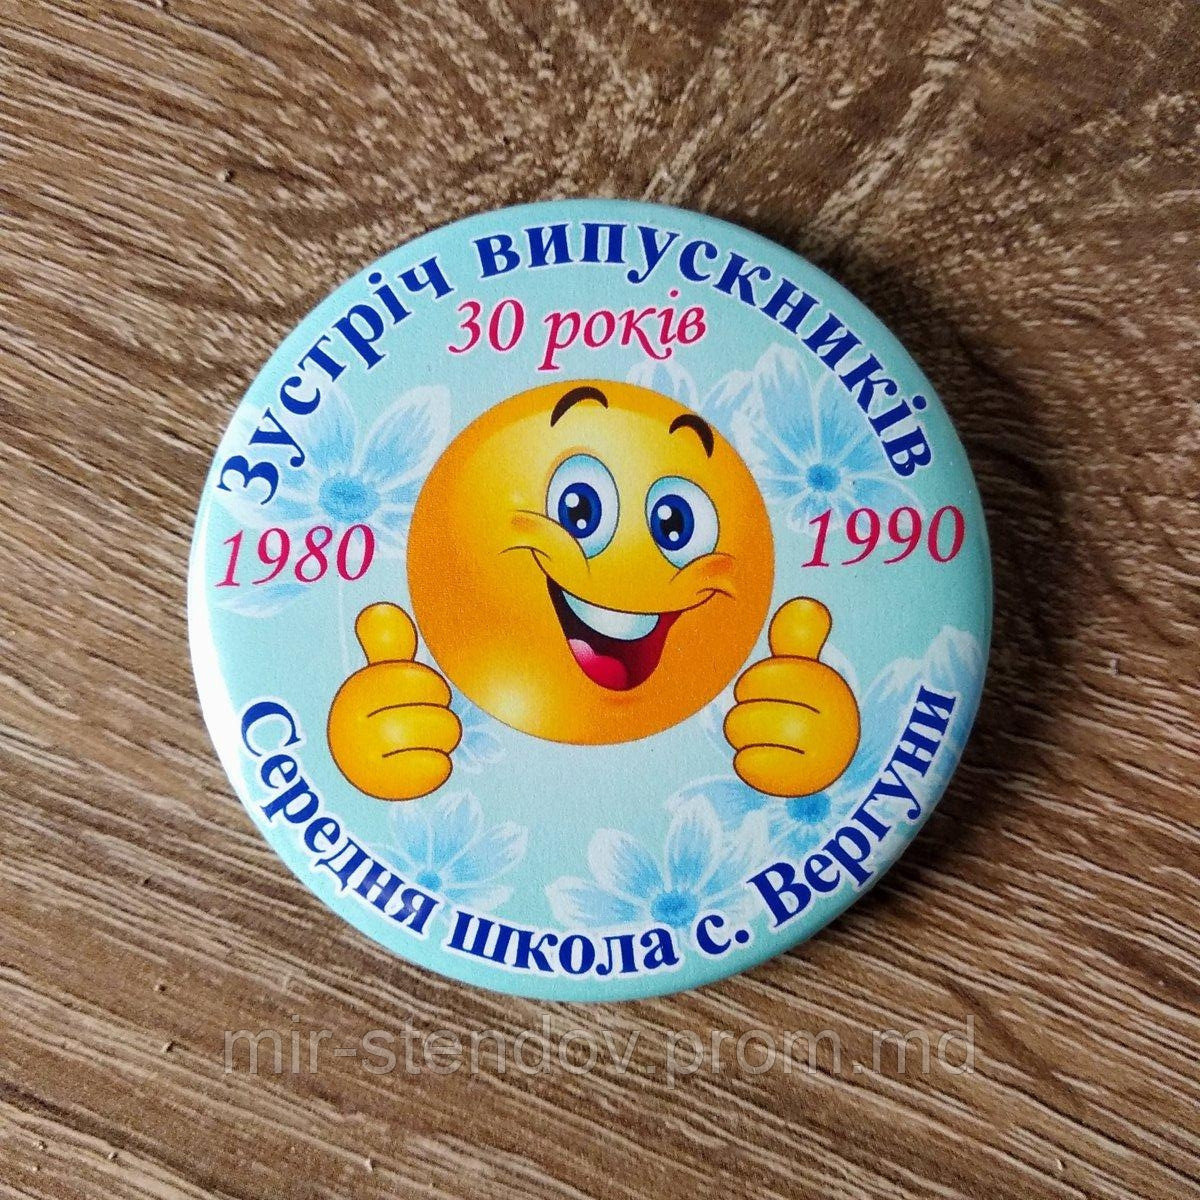 Зустріч випускників
30 років
1980
1990
Середня школа с. Вергуни
mir-stendov.prom.md